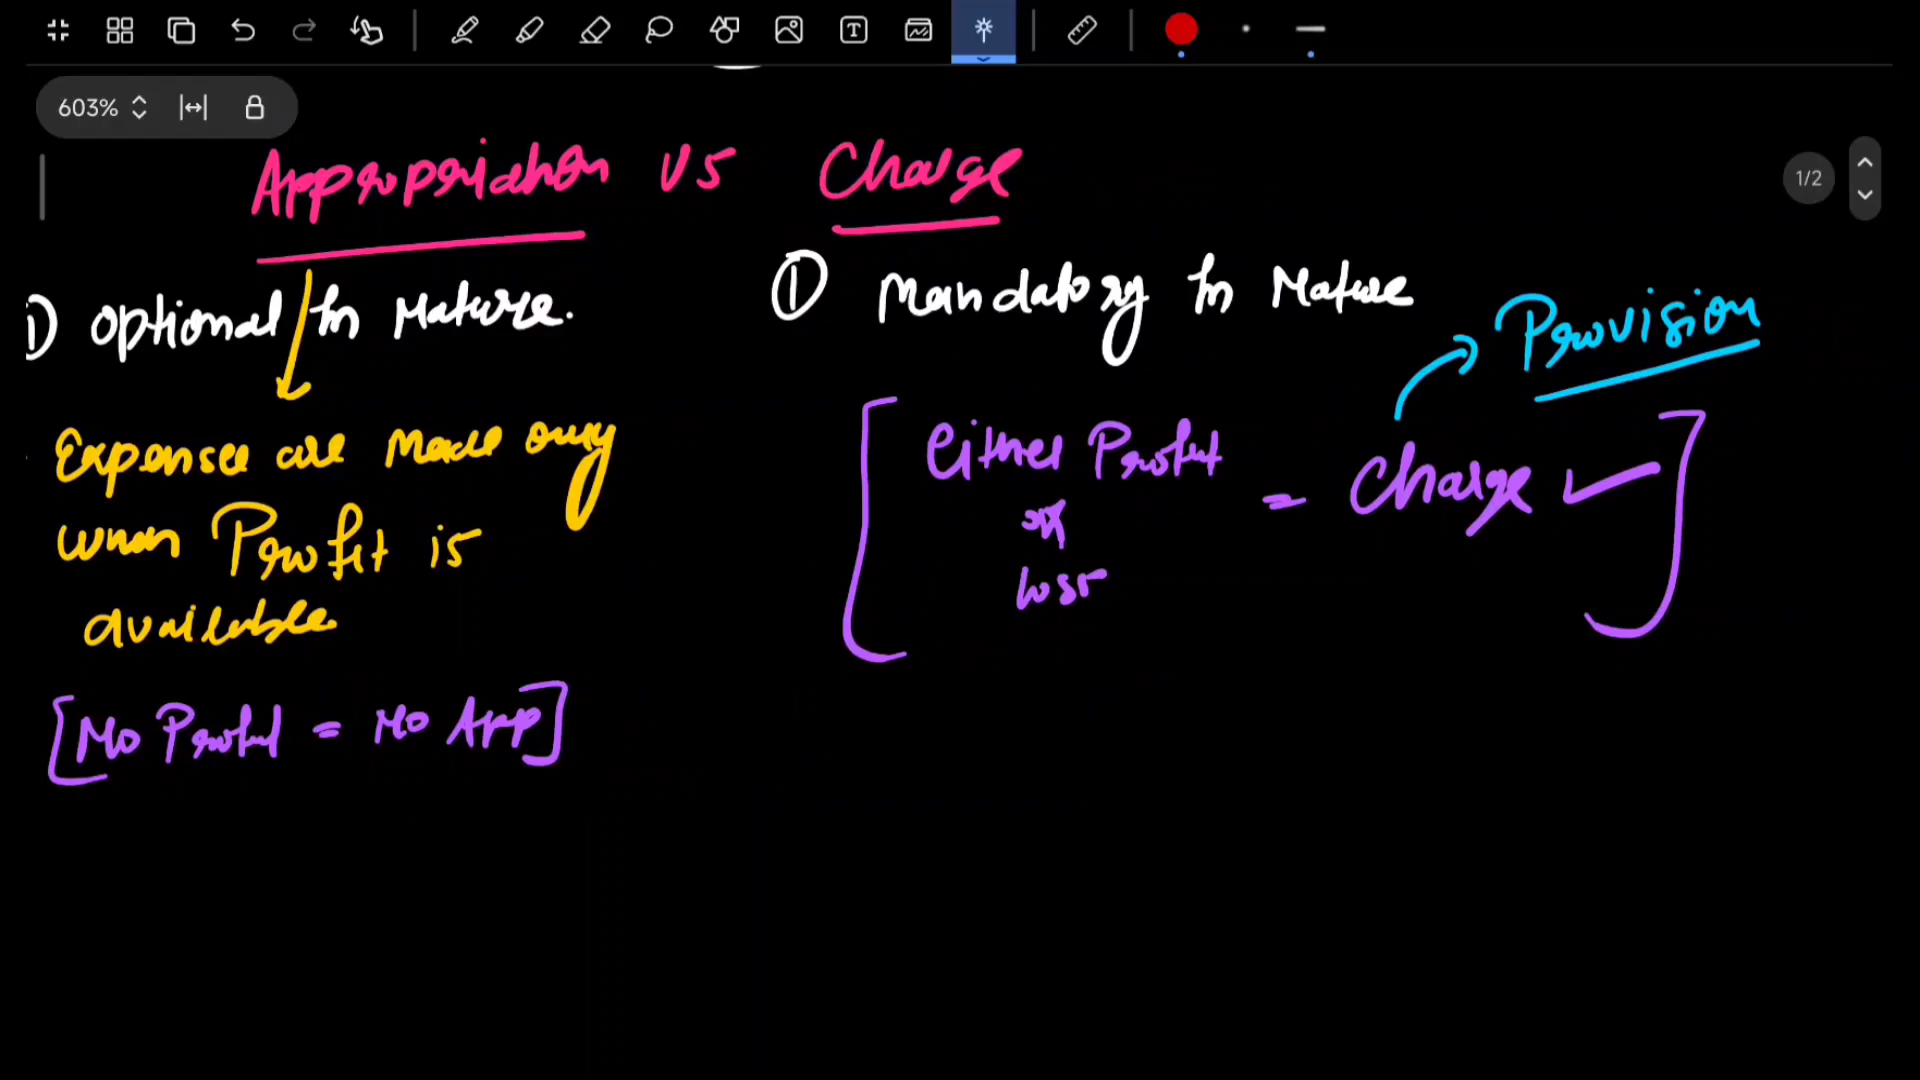 603%
1/2
Appropriation VS Charge
1) Optional In Nature.
① Mandatory In Nature
Provision
Expenses are made only
when Profit is
available
[No Profit = No App]
[Either Profit
or
loss
= Charge ✓]